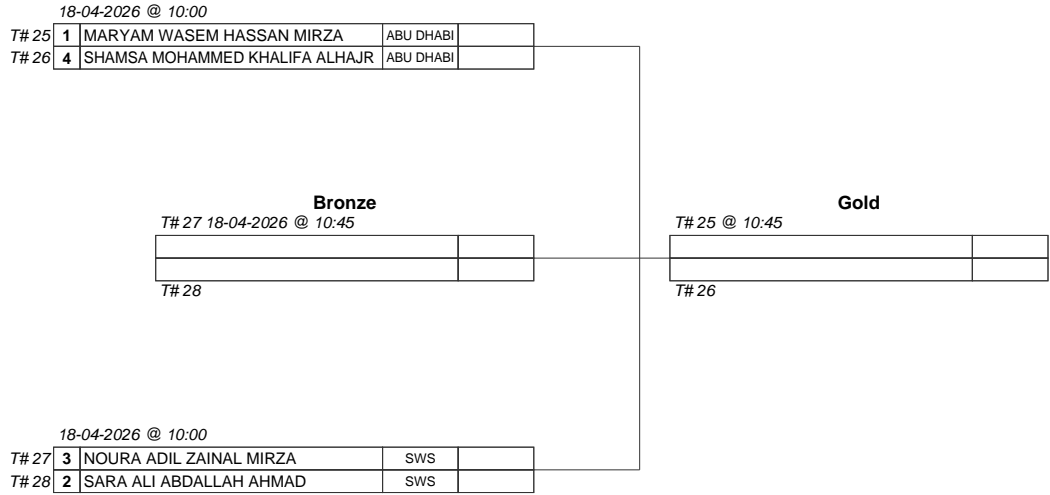 18-04-2026 @ 10:00
T# 25 1 MARYAM WASEM HASSAN MIRZA ABU DHABI
T# 26 4 SHAMSA MOHAMMED KHALIFA ALHAJR ABU DHABI
Bronze Gold
T# 27 18-04-2026 @ 10:45 T# 25 @ 10:45
T# 28 T# 26
18-04-2026 @ 10:00
T# 27 3 NOURA ADIL ZAINAL MIRZA SWS
T# 28 2 SARA ALI ABDALLAH AHMAD SWS